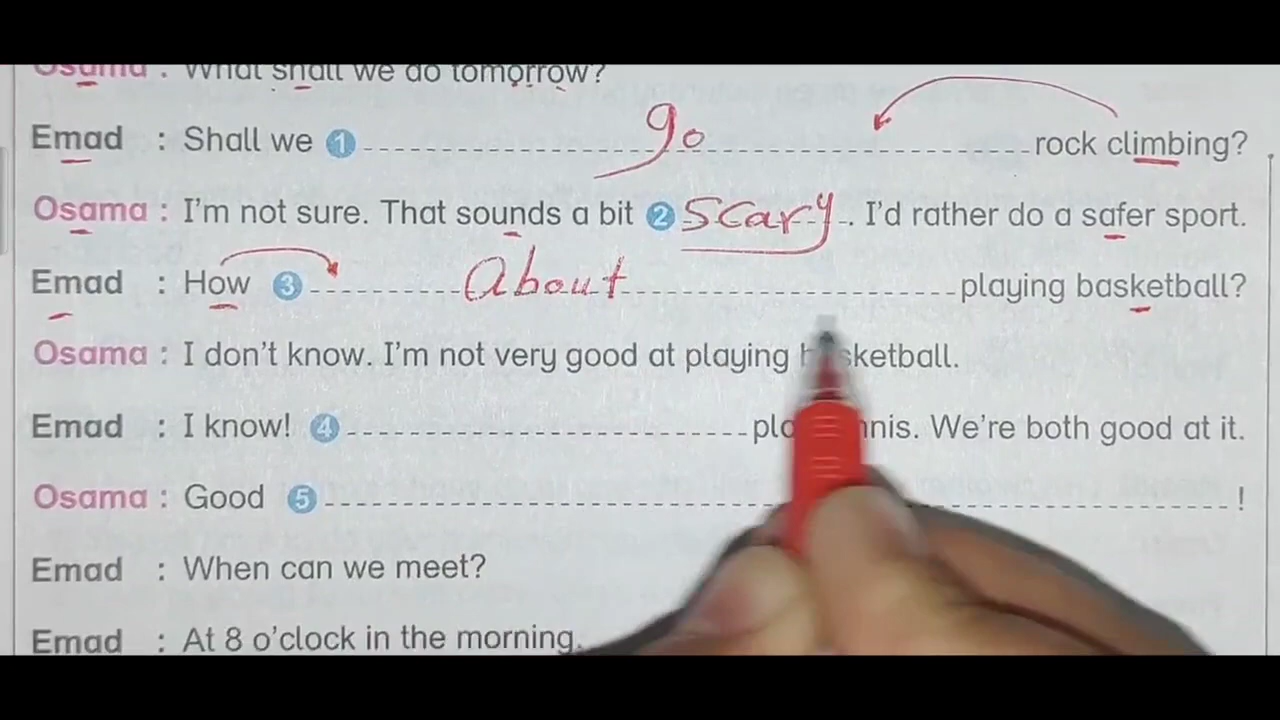 Osama : What shall we do tomorrow?
Emad : Shall we 1 go rock climbing?
Osama : I'm not sure. That sounds a bit 2 scary. I'd rather do a safer sport.
Emad : How 3 About playing basketball?
Osama : I don't know. I'm not very good at playing basketball.
Emad : I know! 4 We're both good at it.
Osama : Good 5 !
Emad : When can we meet?
Emad : At 8 o'clock in the morning.